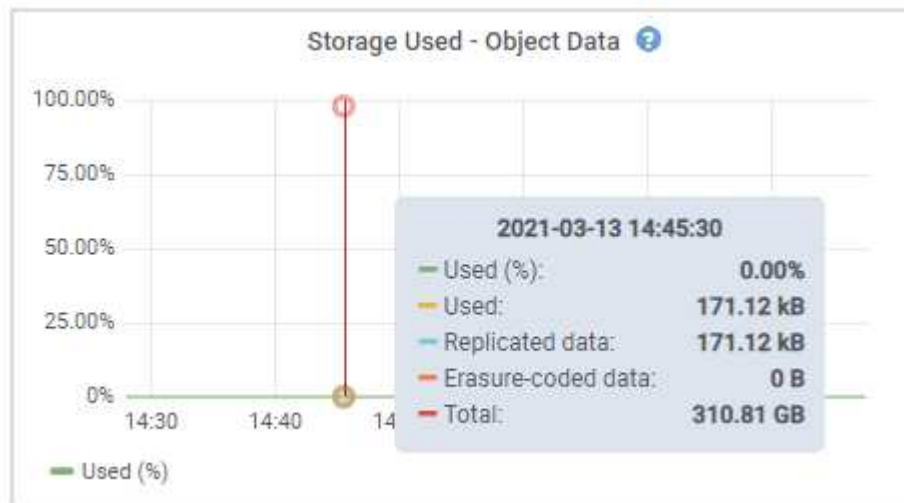 Storage Used - Object Data
100.00%
75.00%
50.00%
25.00%
0%
14:30 14:40 14
2021-03-13 14:45:30
Used (%): 0.00%
Used: 171.12 kB
Replicated data: 171.12 kB
Erasure-coded data: 0 B
Total: 310.81 GB
Used (%)